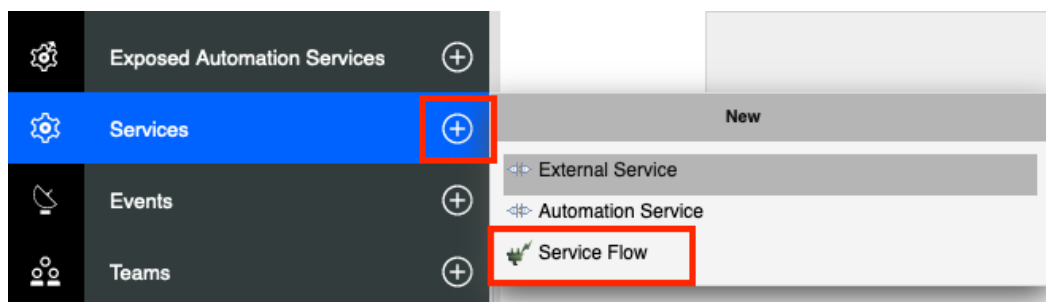 Exposed Automation Services
Services
New
External Service
Events
Automation Service
Service Flow
Teams